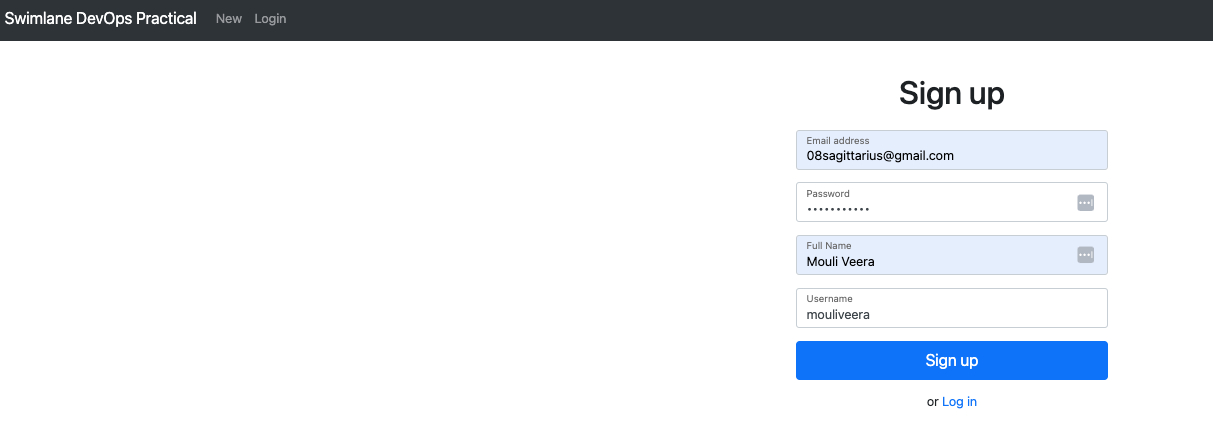 Swimlane DevOps Practical New Login
Sign up
Email address
08sagittarius@gmail.com
Password
•••••••••••
Full Name
Mouli Veera
Username
mouliveera
Sign up
or Log in